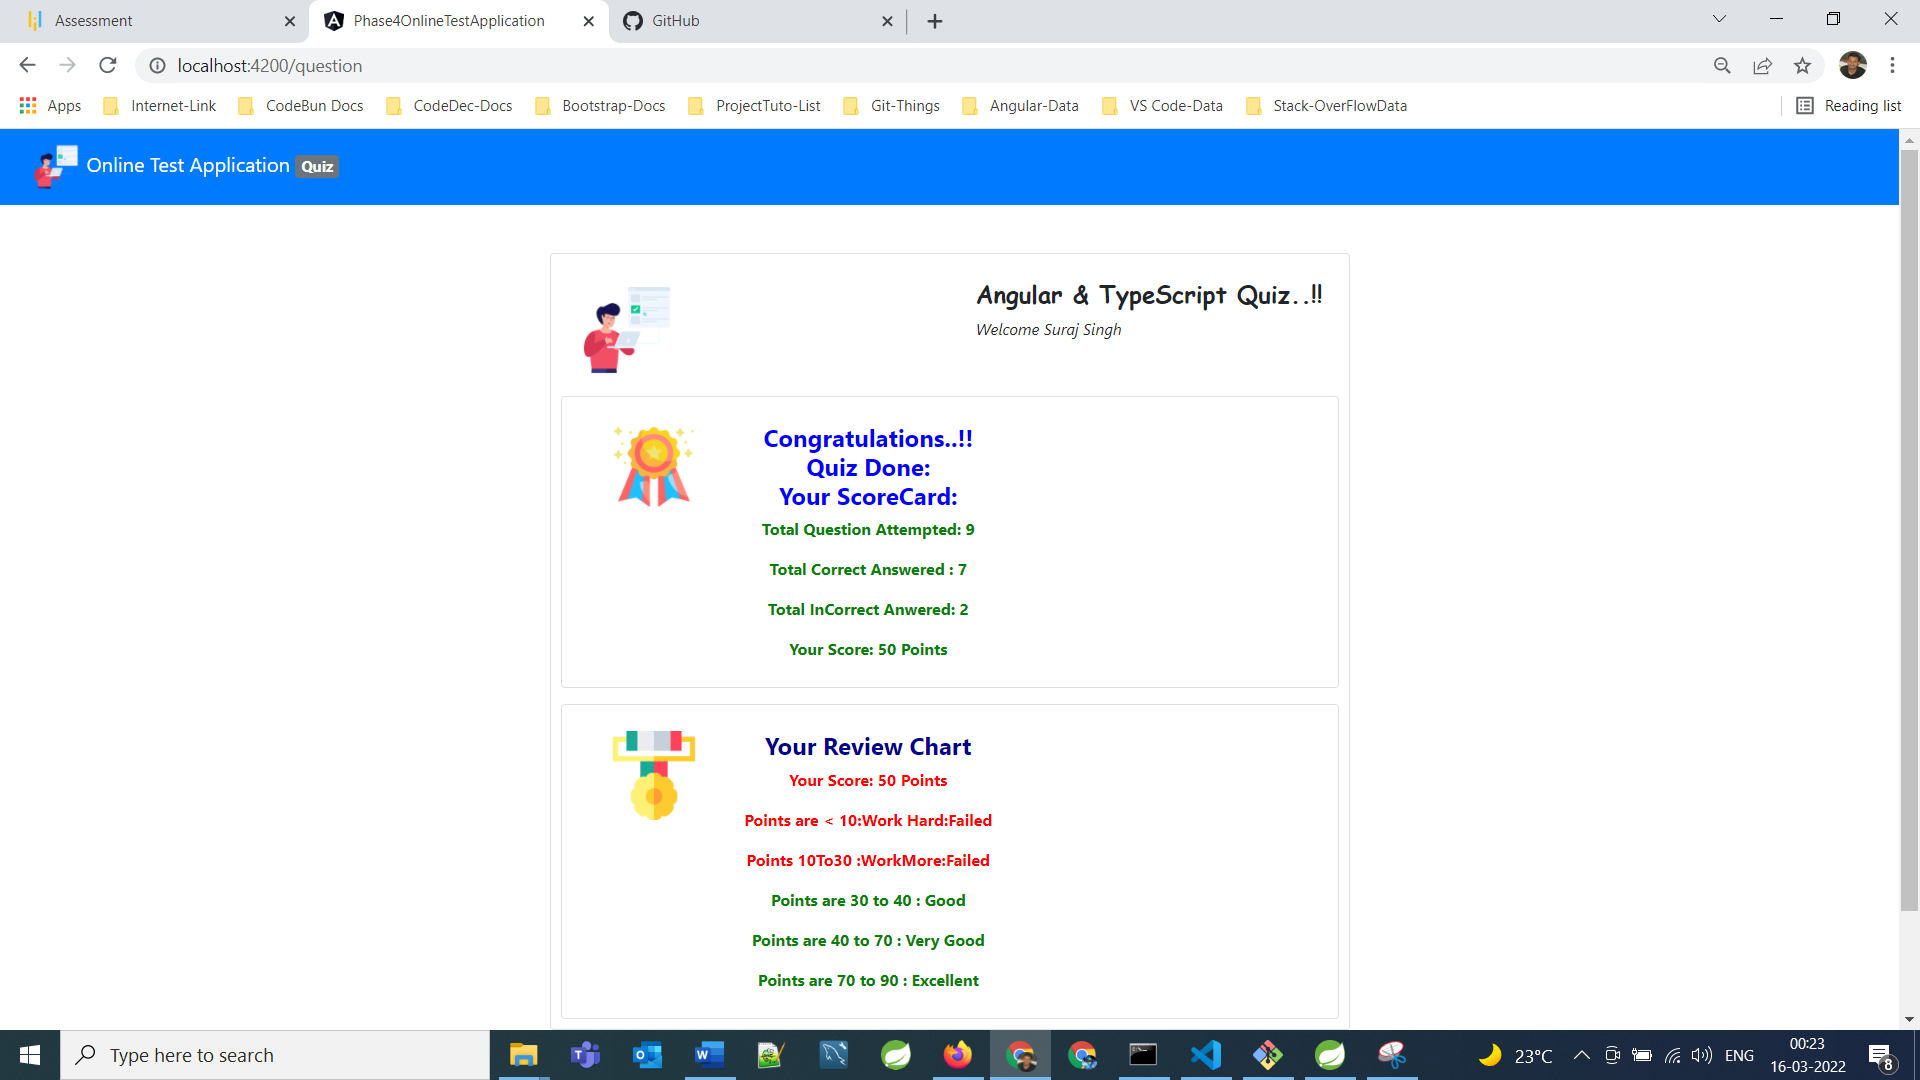 Assessment
Phase4OnlineTestApplication
GitHub
localhost:4200/question
Apps
Internet-Link
CodeBun Docs
CodeDec-Docs
Bootstrap-Docs
ProjectTuto-List
Git-Things
Angular-Data
VS Code-Data
Stack-OverFlowData
Reading list
Online Test Application Quiz
Angular & TypeScript Quiz..!!
Welcome Suraj Singh
Congratulations..!!
Quiz Done:
Your ScoreCard:
Total Question Attempted: 9
Total Correct Answered : 7
Total InCorrect Anwered: 2
Your Score: 50 Points
Your Review Chart
Your Score: 50 Points
Points are < 10:Work Hard:Failed
Points 10To30 :WorkMore:Failed
Points are 30 to 40 : Good
Points are 40 to 70 : Very Good
Points are 70 to 90 : Excellent
Type here to search
23°C
ENG
00:23
16-03-2022
8